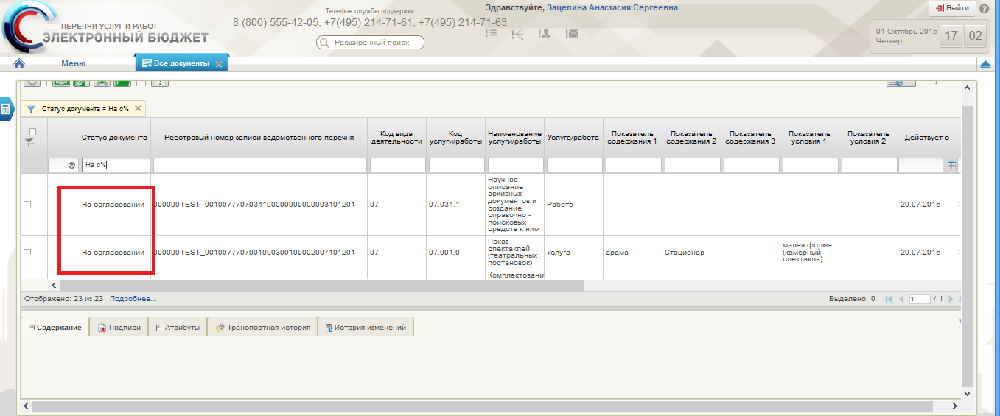 Телефон службы поддержки
8 (800) 555-42-05, +7(495) 214-71-61, +7(495) 214-71-63
Здравствуйте, Зацепина Анастасия Сергеевна
Выйти
?
ПЕРЕЧНИ УСЛУГ И РАБОТ
ЭЛЕКТРОННЫЙ БЮДЖЕТ
Расширенный поиск
01 Октябрь 2015
Четверг
17 02
Меню
Все документы
Статус документа = На с%
Статус документа
Реестровый номер записи ведомственного перечня
Код вида деятельности
Код услуги/работы
Наименование услуги/работы
Услуга/работа
Показатель содержания 1
Показатель содержания 2
Показатель содержания 3
Показатель условия 1
Показатель условия 2
Действует с
На с%
На согласовании
000000TEST_00100777070341000000000000003101201
07
07.034.1
Научное
описание
архивных
документов и
создание
справочно -
поисковых
средств к ним
Работа
20.07.2015
На согласовании
000000TEST_0010077707001000300100002007101201
07
07.001.0
Показ
спектаклей
(театральных
постановок)
Услуга
драма
Стационар
малая форма
(камерный
спектакль)
20.07.2015
Комплектовани
Отображено: 23 из 23 Подробнее...
Выделено: 0
1 / 1
Содержание
Подписи
Атрибуты
Транспортная история
История изменений